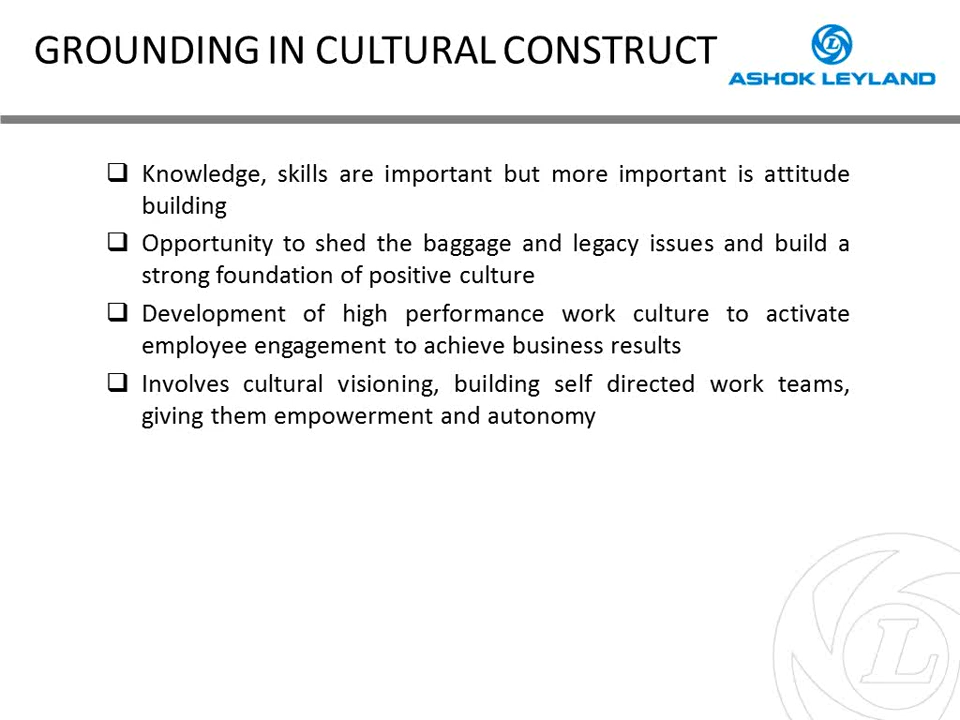 GROUNDING IN CULTURAL CONSTRUCT
ASHOK LEYLAND
Knowledge, skills are important but more important is attitude
building
Opportunity to shed the baggage and legacy issues and build a
strong foundation of positive culture
Development of high performance work culture to activate
employee engagement to achieve business results
Involves cultural visioning, building self directed work teams,
giving them empowerment and autonomy
L